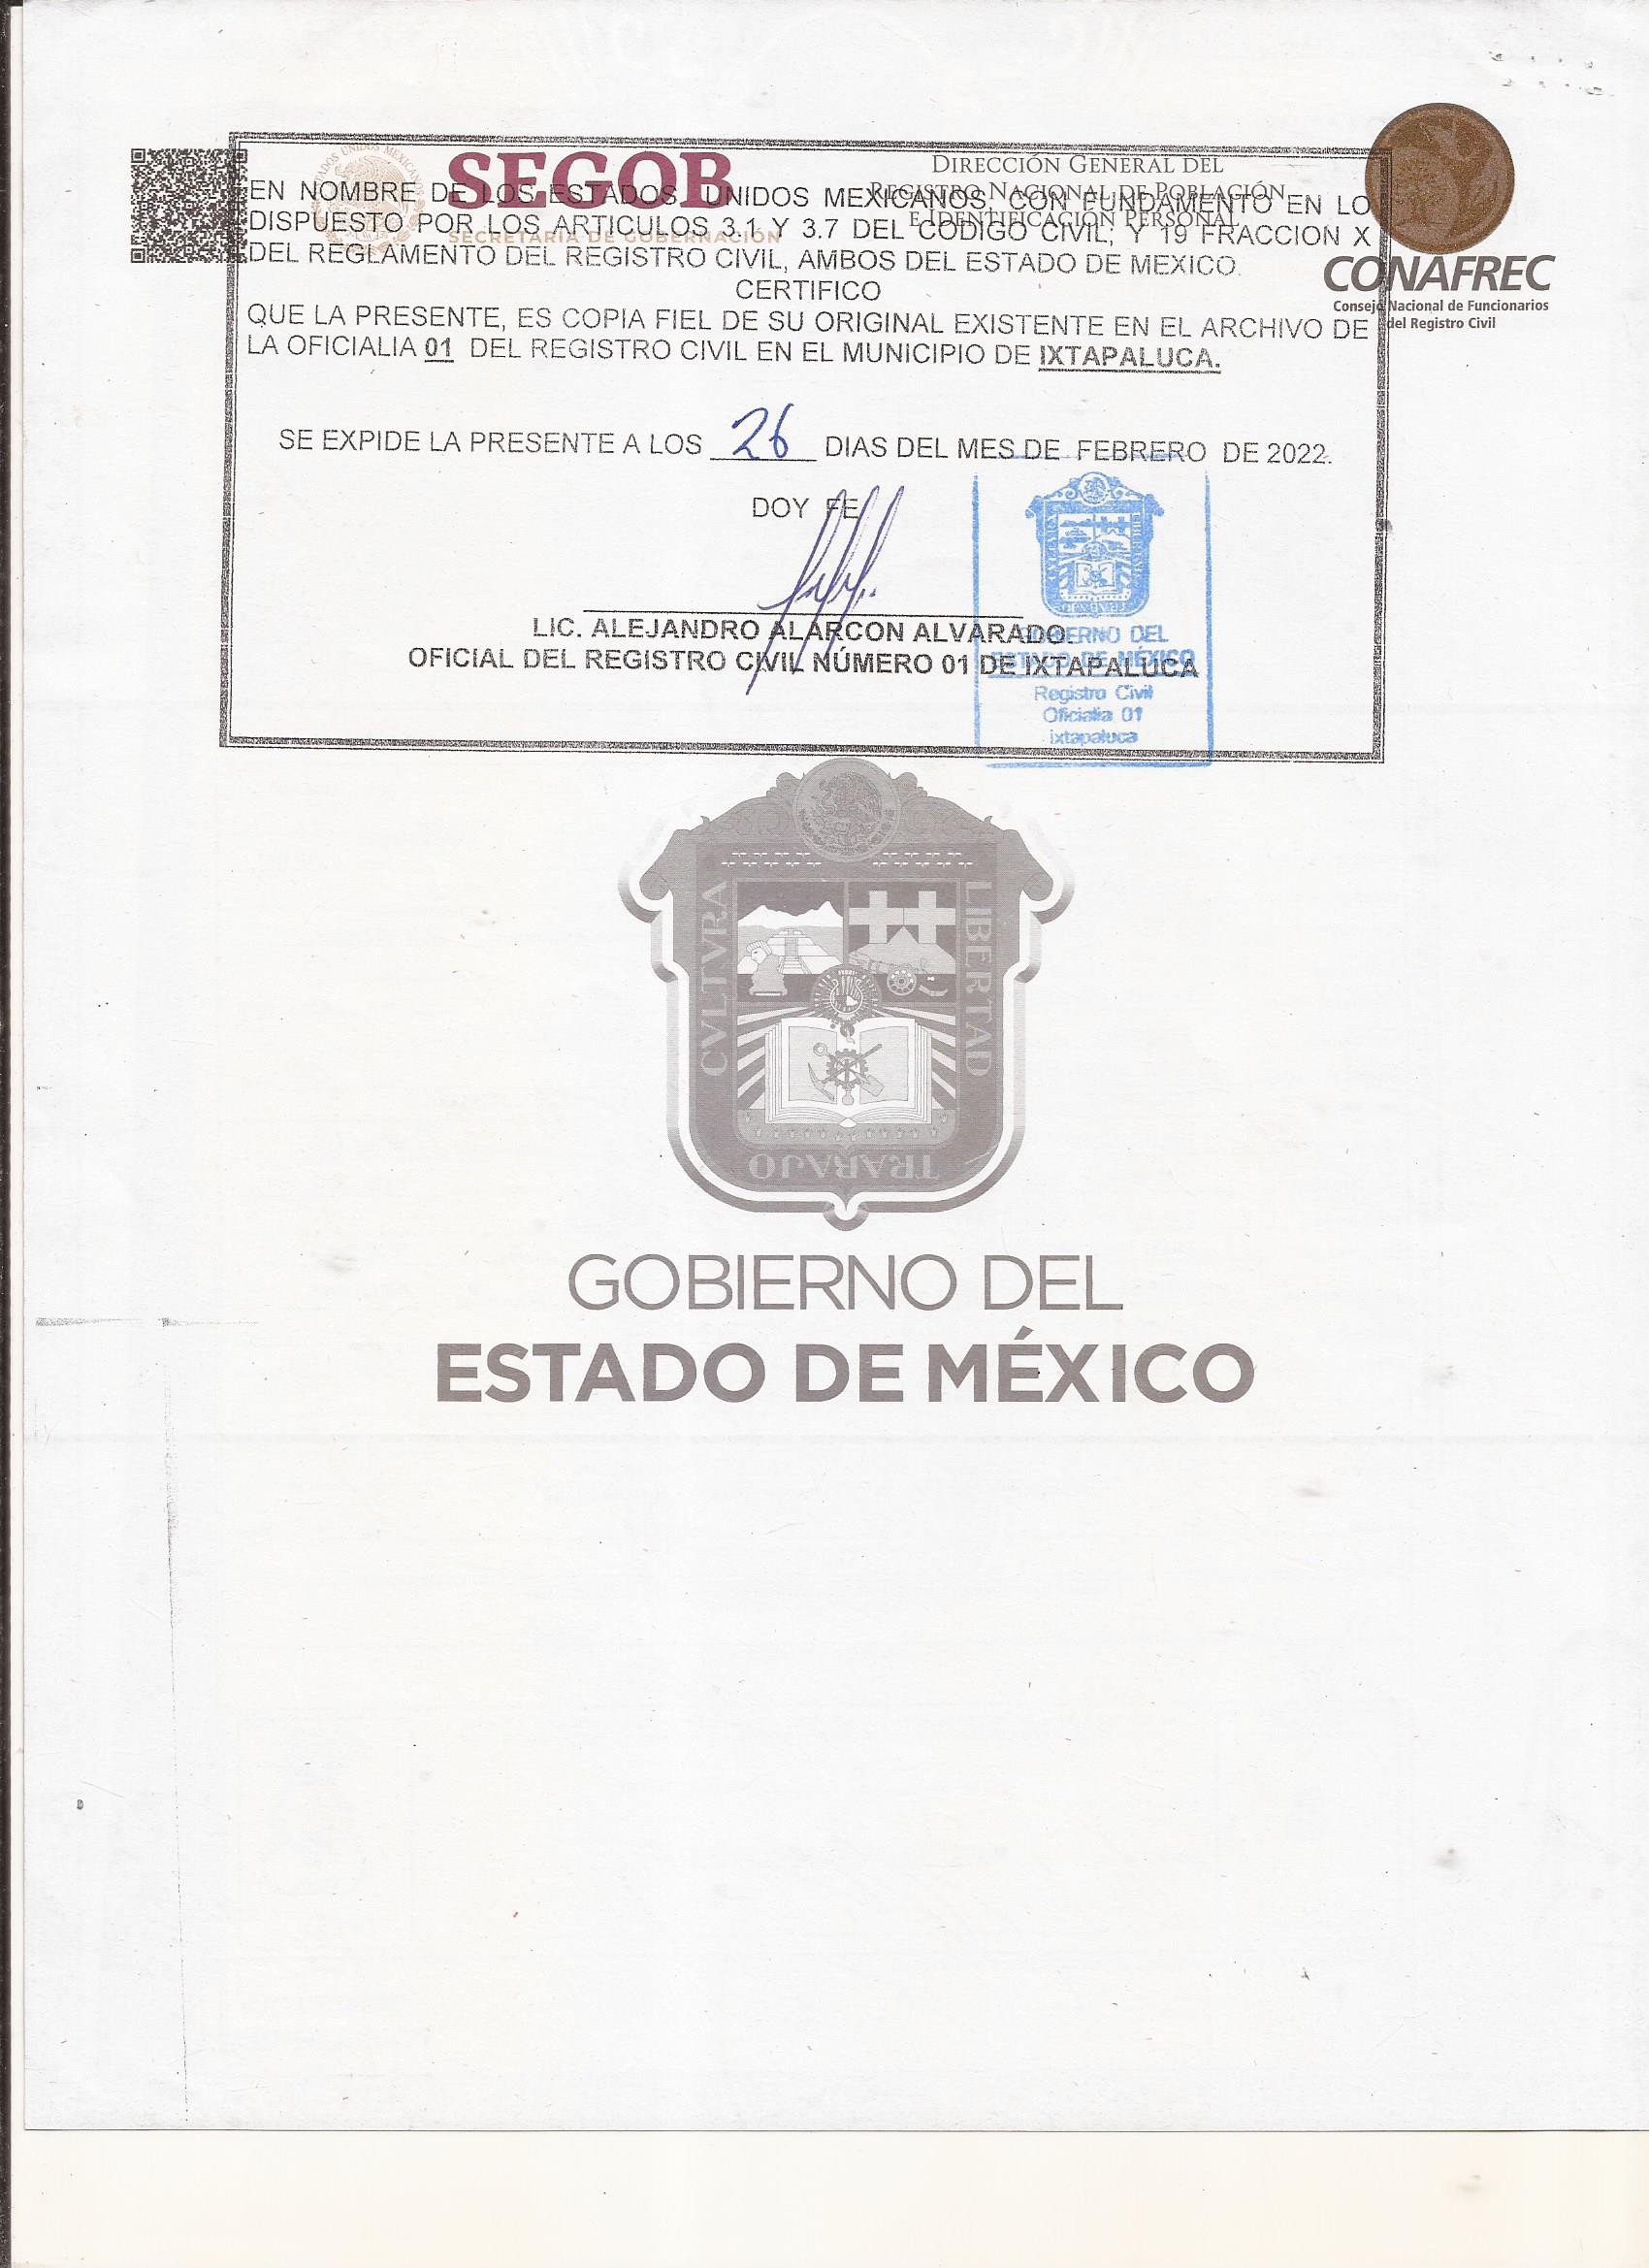 SEGOB
SECRETARÍA DE GOBERNACIÓN
ESTADOS UNIDOS MEXICANOS
DIRECCIÓN GENERAL DEL
REGISTRO NACIONAL DE POBLACIÓN
E IDENTIFICACIÓN PERSONAL
CONAFREC
Consejo Nacional de Funcionarios
del Registro Civil
EN NOMBRE DE LOS ESTADOS UNIDOS MEXICANOS, CON FUNDAMENTO EN LO
DISPUESTO POR LOS ARTICULOS 3.1 Y 3.7 DEL CODIGO CIVIL; Y 19 FRACCION X
DEL REGLAMENTO DEL REGISTRO CIVIL, AMBOS DEL ESTADO DE MEXICO.
CERTIFICO
QUE LA PRESENTE, ES COPIA FIEL DE SU ORIGINAL EXISTENTE EN EL ARCHIVO DE
LA OFICIALIA 01 DEL REGISTRO CIVIL EN EL MUNICIPIO DE IXTAPALUCA.
SE EXPIDE LA PRESENTE A LOS 26 DIAS DEL MES DE FEBRERO DE 2022.
DOY FE
LIC. ALEJANDRO ALARCON ALVARADO.
OFICIAL DEL REGISTRO CIVIL NÚMERO 01 DE IXTAPALUCA
TRABAJO
GOBIERNO DEL
ESTADO DE MÉXICO
Registro Civil
Oficialia 01
ixtapaluca
CVLTVRA
LIBERTAD
TRABAJO
GOBIERNO DEL
ESTADO DE MÉXICO